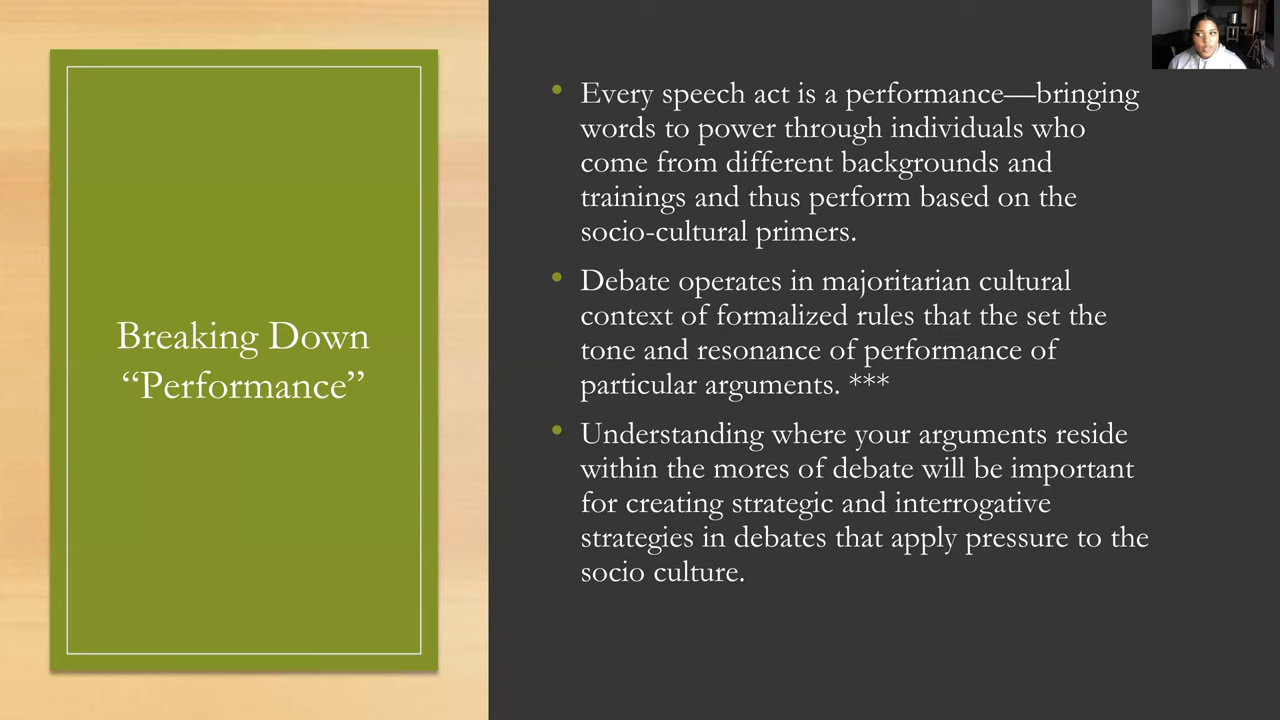 Breaking Down
“Performance”
• Every speech act is a performance—bringing
words to power through individuals who
come from different backgrounds and
trainings and thus perform based on the
socio-cultural primers.
• Debate operates in majoritarian cultural
context of formalized rules that the set the
tone and resonance of performance of
particular arguments. ***
• Understanding where your arguments reside
within the mores of debate will be important
for creating strategic and interrogative
strategies in debates that apply pressure to the
socio culture.